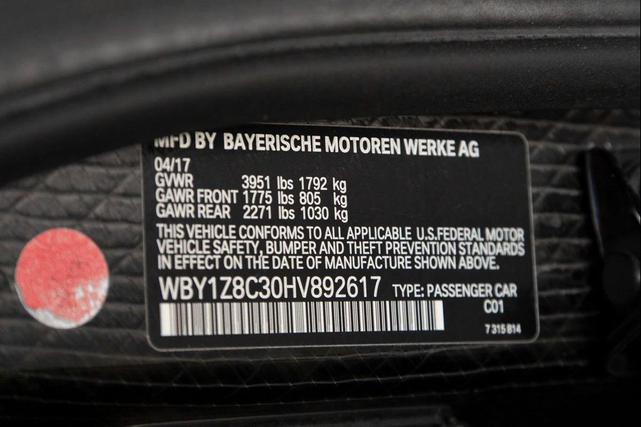 MFD BY BAYERISCHE MOTOREN WERKE AG
04/17
GVWR 3951 lbs 1792 kg
GAWR FRONT 1775 lbs 805 kg
GAWR REAR 2271 lbs 1030 kg
THIS VEHICLE CONFORMS TO ALL APPLICABLE U.S.FEDERAL MOTOR
VEHICLE SAFETY, BUMPER AND THEFT PREVENTION STANDARDS
IN EFFECT ON THE DATE OF MANUFACTURE SHOWN ABOVE.
WBY1Z8C30HV892617 TYPE: PASSENGER CAR
C01
7 315 814